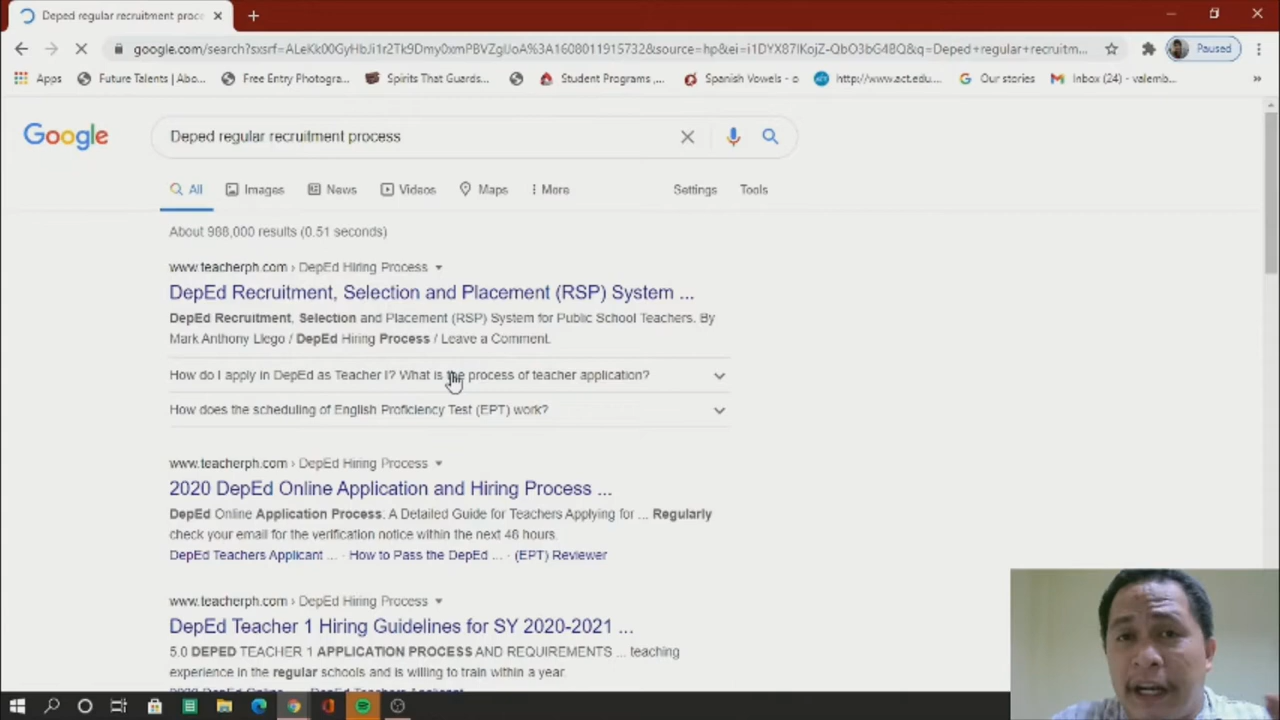 Deped regular recruitment proce
google.com/search?sxsrf=ALeKk00GyHbJi1r2Tk9Dmy0xmPBVZglJoA%3A1608011915732&source=hp&ei=i1DYX87lKojZ-QbO3bG48Q&q=Deped+regular+recruitm...
Paused
Apps
Future Talents | Abo...
Free Entry Photogra...
Spirits That Guards...
Student Programs ,...
Spanish Vowels - o
http://www.act.edu...
Our stories
Inbox (24) - valemb...
Google
Deped regular recruitment process
All
Images
News
Videos
Maps
More
Settings
Tools
About 988,000 results (0.51 seconds)
www.teacherph.com › DepEd Hiring Process
DepEd Recruitment, Selection and Placement (RSP) System ...
DepEd Recruitment, Selection and Placement (RSP) System for Public School Teachers. By
Mark Anthony Llego / DepEd Hiring Process / Leave a Comment.
How do I apply in DepEd as Teacher I? What is the process of teacher application?
How does the scheduling of English Proficiency Test (EPT) work?
www.teacherph.com › DepEd Hiring Process
2020 DepEd Online Application and Hiring Process ...
DepEd Online Application Process. A Detailed Guide for Teachers Applying for ... Regularly
check your email for the verification notice within the next 48 hours.
DepEd Teachers Applicant ... · How to Pass the DepEd ... · (EPT) Reviewer
www.teacherph.com › DepEd Hiring Process
DepEd Teacher 1 Hiring Guidelines for SY 2020-2021 ...
5.0 DEPED TEACHER 1 APPLICATION PROCESS AND REQUIREMENTS ... teaching
experience in the regular schools and is willing to train within a year.
2020 DepEd Online ... DepEd Teachers Applicant